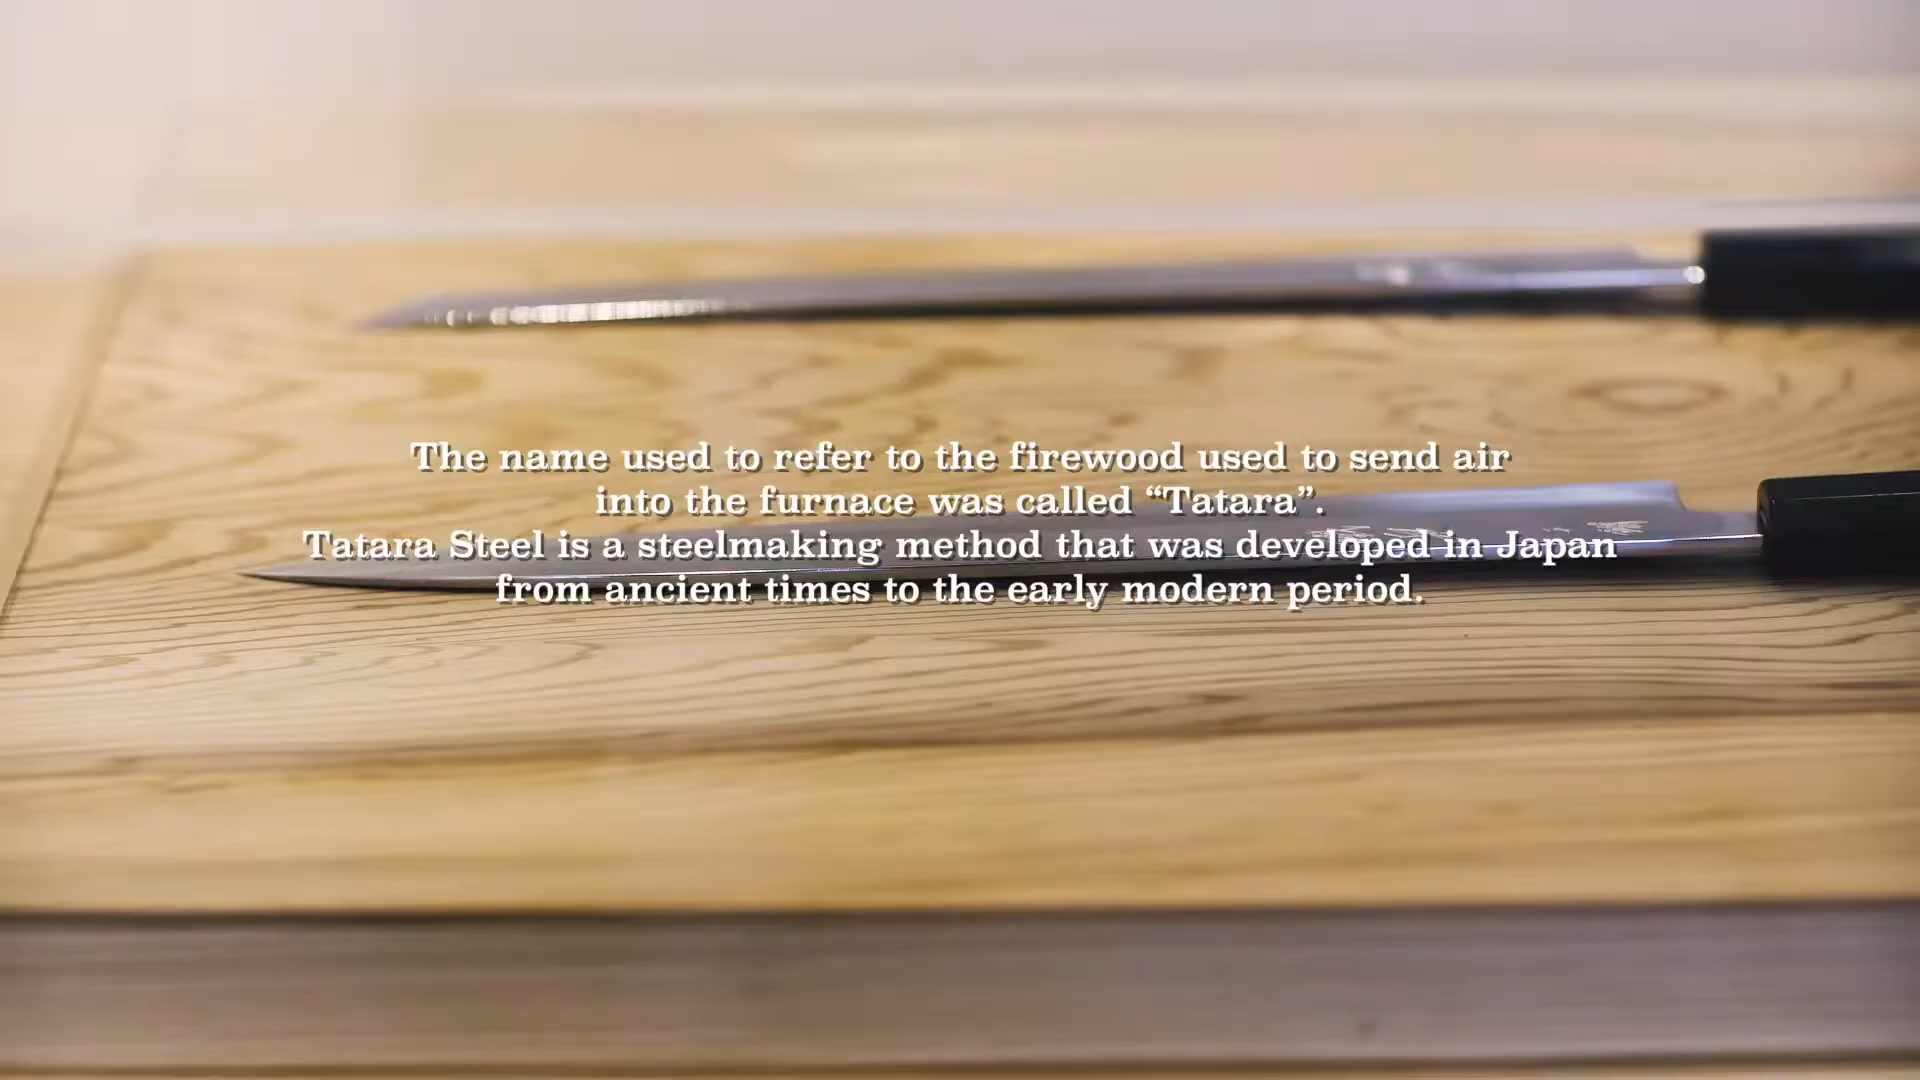 The name used to refer to the firewood used to send air
into the furnace was called “Tatara”.
Tatara Steel is a steelmaking method that was developed in Japan
from ancient times to the early modern period.